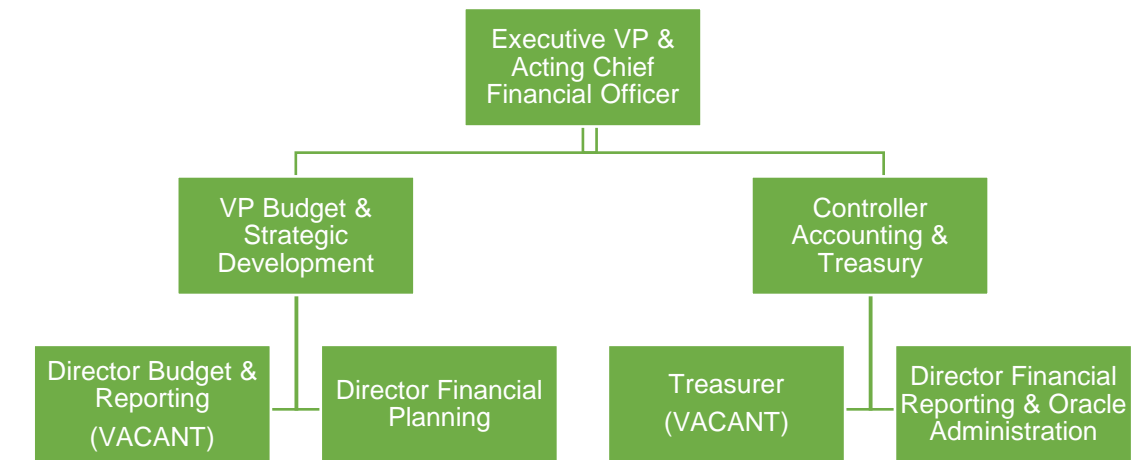 Executive VP &
Acting Chief
Financial Officer
VP Budget &
Strategic
Development
Controller
Accounting &
Treasury
Director Budget &
Reporting
(VACANT)
Director Financial
Planning
Treasurer
(VACANT)
Director Financial
Reporting & Oracle
Administration